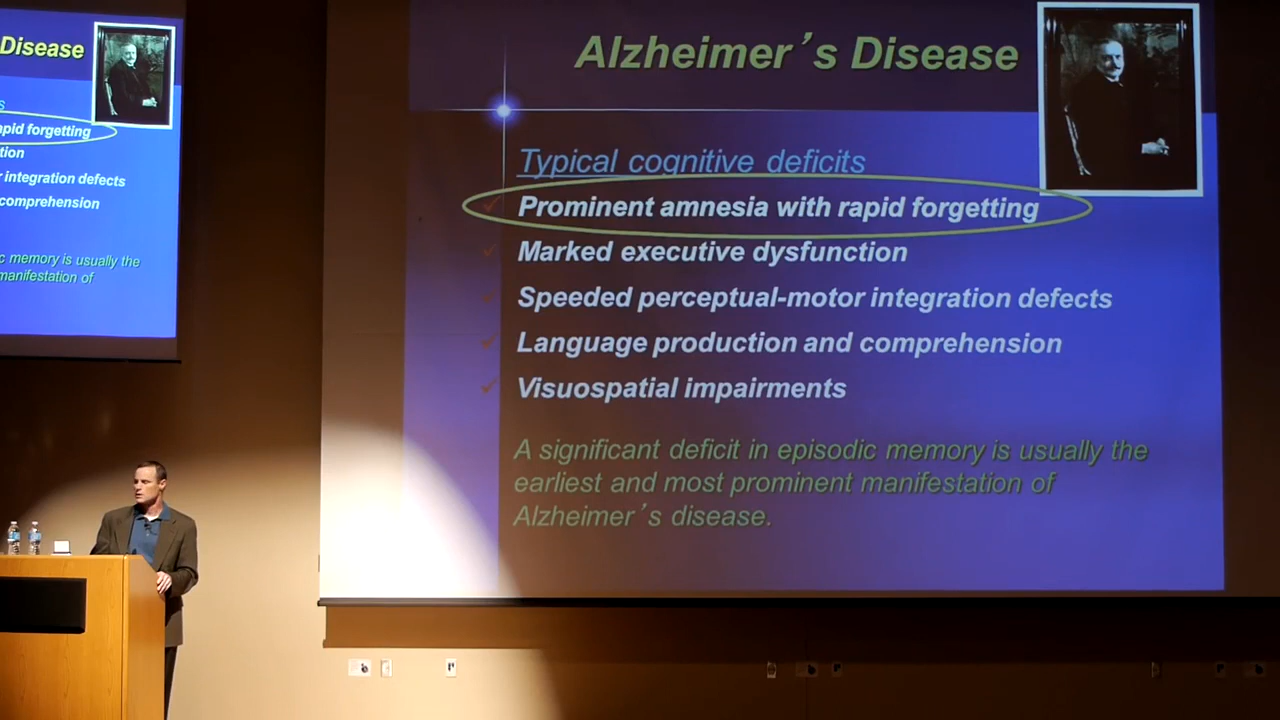 Disease
s
apid forgetting
tion
r integration defects
comprehension
c memory is usually the
manifestation of
Alzheimer's Disease
Typical cognitive deficits
Prominent amnesia with rapid forgetting
Marked executive dysfunction
Speeded perceptual-motor integration defects
Language production and comprehension
Visuospatial impairments
A significant deficit in episodic memory is usually the
earliest and most prominent manifestation of
Alzheimer's disease.